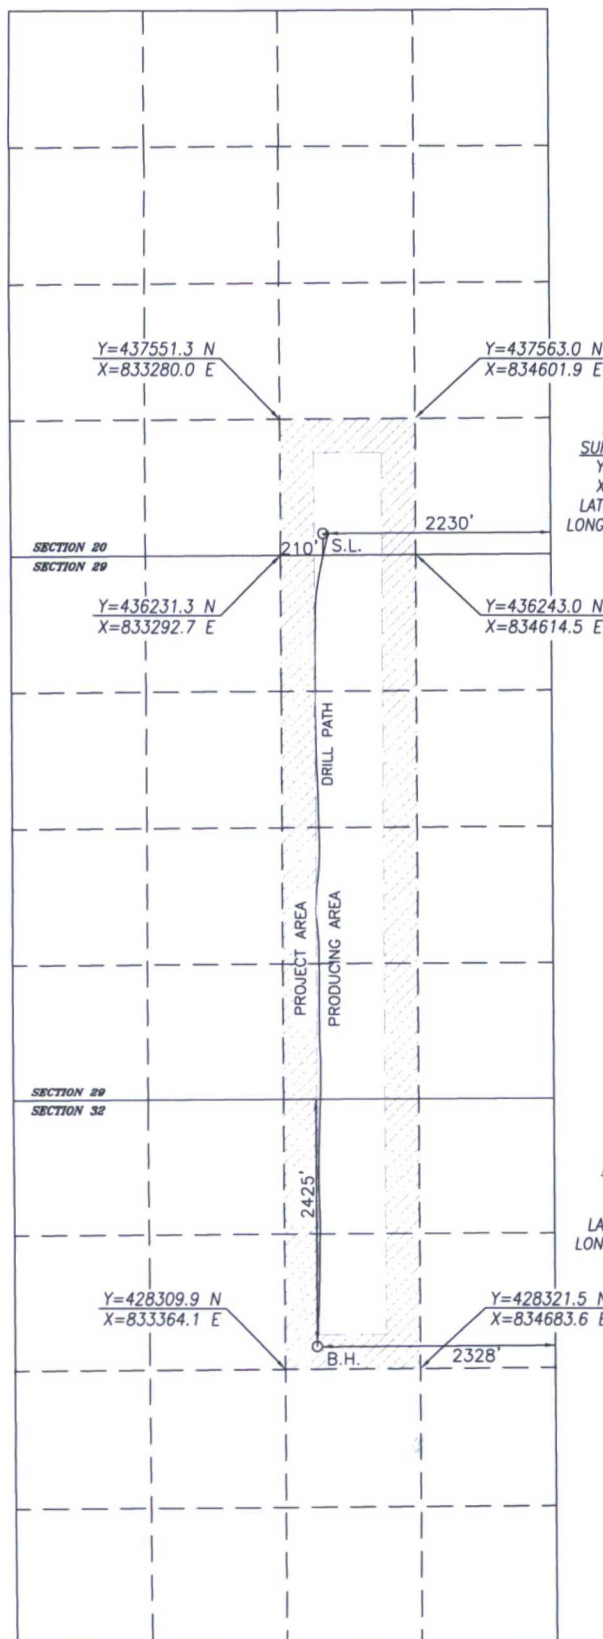 Y=437551.3 N
X=833280.0 E
Y=437563.0 N
X=834601.9 E
2230'
SECTION 20
210'
S.L.
SECTION 29
Y=436231.3 N
X=833292.7 E
Y=436243.0 N
X=834614.5 E
DRILL PATH
PROJECT AREA
PRODUCING AREA
SECTION 29
SECTION 32
2425'
Y=428309.9 N
X=833364.1 E
Y=428321.5 N
X=834683.6 E
B.H.
2328'